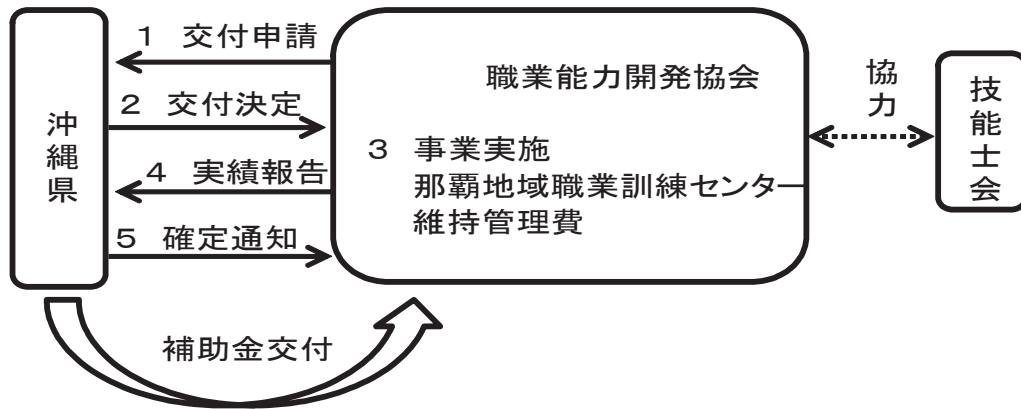 沖縄県
1 交付申請
2 交付決定
4 実績報告
5 確定通知
職業能力開発協会
3 事業実施
那覇地域職業訓練センター
維持管理費
協力
技能士会
補助金交付